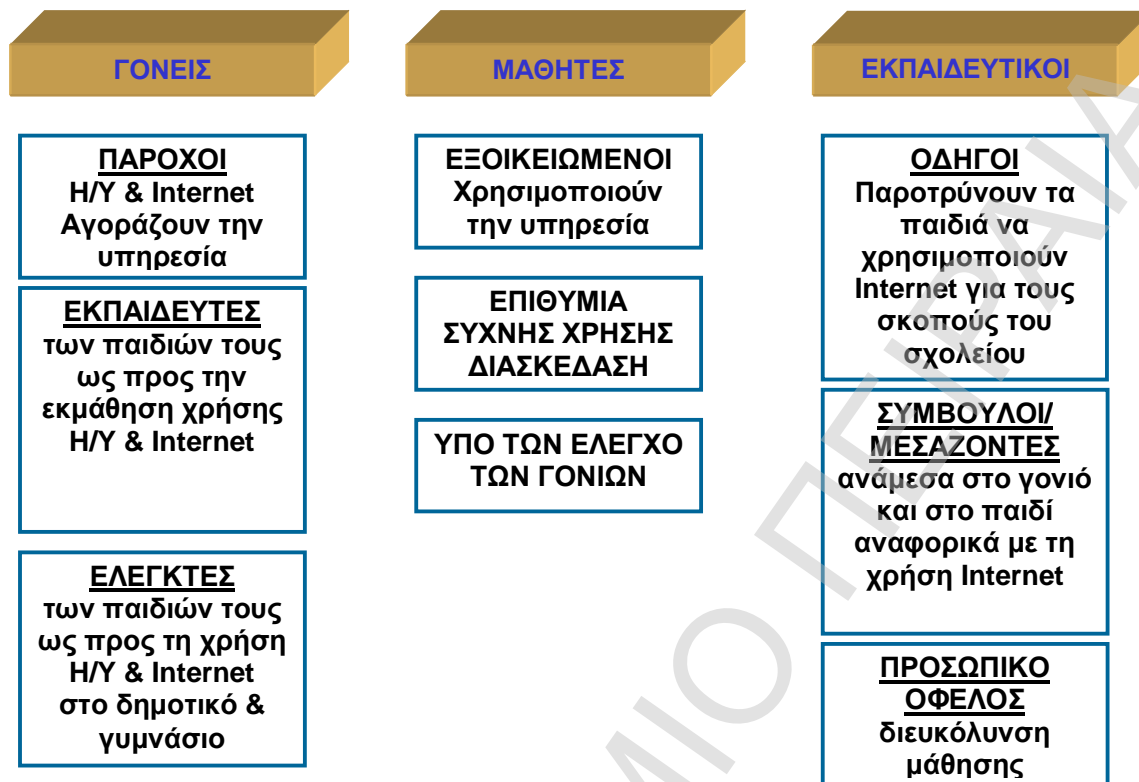 ΓΟΝΕΙΣ
ΠΑΡΟΧΟΙ
Η/Υ & Internet
Αγοράζουν την
υπηρεσία
ΕΚΠΑΙΔΕΥΤΕΣ
των παιδιών τους
ως προς την
εκμάθηση χρήσης
Η/Υ & Internet
ΕΛΕΓΚΤΕΣ
των παιδιών τους
ως προς τη χρήση
Η/Υ & Internet
στο δημοτικό &
γυμνάσιο
ΜΑΘΗΤΕΣ
ΕΞΟΙΚΕΙΩΜΕΝΟΙ
Χρησιμοποιούν
την υπηρεσία
ΕΠΙΘΥΜΙΑ
ΣΥΧΝΗΣ ΧΡΗΣΗΣ
ΔΙΑΣΚΕΔΑΣΗ
ΥΠΟ ΤΩΝ ΕΛΕΓΧΟ
ΤΩΝ ΓΟΝΙΩΝ
ΕΚΠΑΙΔΕΥΤΙΚΟΙ
ΟΔΗΓΟΙ
Παροτρύνουν τα
παιδιά να
χρησιμοποιούν
Internet για τους
σκοπούς του
σχολείου
ΣΥΜΒΟΥΛΟΙ/
ΜΕΣΑΖΟΝΤΕΣ
ανάμεσα στο γονιό
και στο παιδί
αναφορικά με τη
χρήση Internet
ΠΡΟΣΩΠΙΚΟ
ΟΦΕΛΟΣ
διευκόλυνση
μάθησης
ΜΙΟ ΠΕΙΡΑΙΑ